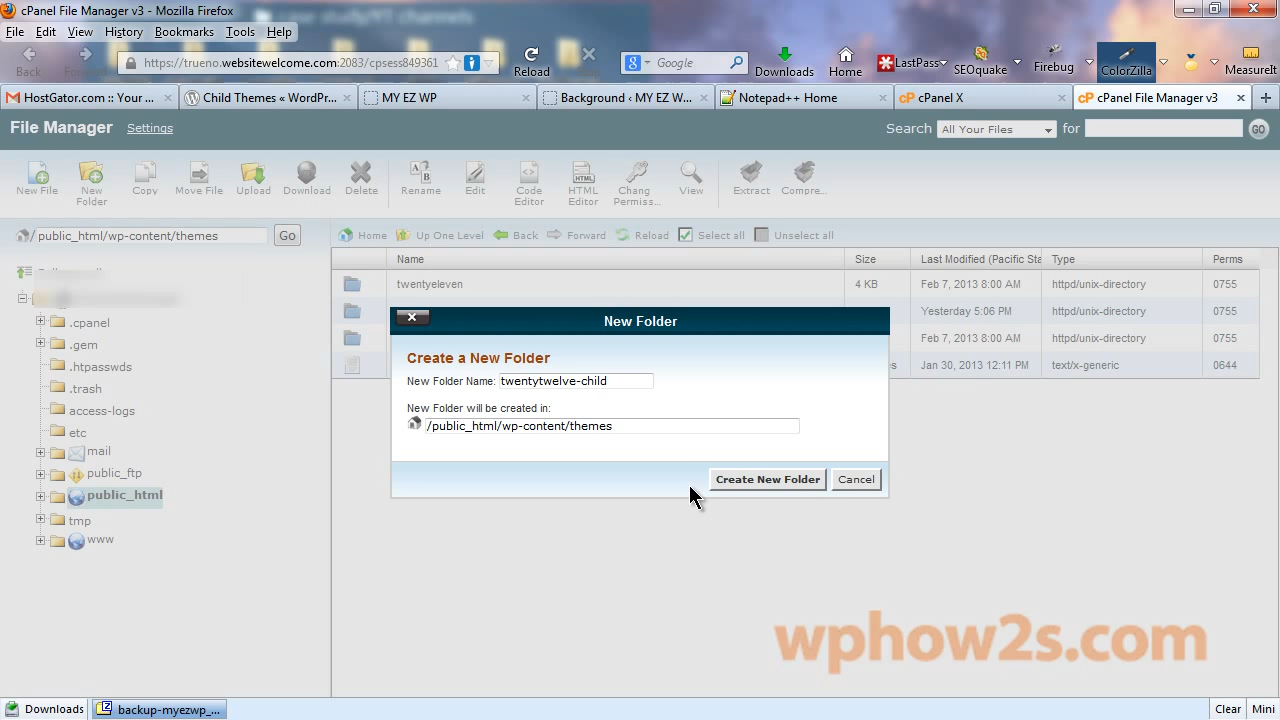 cPanel File Manager v3 - Mozilla Firefox
case study/YT channels
File Edit View History Bookmarks Tools Help
Back
https://gueno.websitewelcome.com:2083/cpsess849351
Reload
Google
Downloads
Home
LastPass
SEOquake
Firebug
ColorZilla
MeasureIt
HostGator.com :: Your ...
Child Themes « WordPr...
MY EZ WP
Background ‹ MY EZ W...
Notepad++ Home
cPanel X
cPanel File Manager v3
File Manager
Settings
Search
All Your Files
for
GO
New File
New Folder
Copy
Move File
Upload
Download
Delete
Rename
Edit
Code Editor
HTML Editor
Chang Permiss...
View
Extract
Compre...
/ public_html/wp-content/themes
Go
Home
Up One Level
Back
Forward
Reload
Select all
Unselect all
Name Size Last Modified (Pacific Sta Type Perms
twentyeleven 4 KB Feb 7, 2013 8:00 AM httpd/unix-directory 0755
Yesterday 5:06 PM httpd/unix-directory 0755
Feb 7, 2013 8:00 AM httpd/unix-directory 0755
s Jan 30, 2013 12:11 PM text/x-generic 0644
.cpanel
.gem
.htpasswds
.trash
access-logs
etc
mail
public_ftp
public_html
tmp
www
New Folder
Create a New Folder
New Folder Name: twentytwelve-child
New Folder will be created in:
/public_html/wp-content/themes
Create New Folder
Cancel
wphow2s.com
Downloads
backup-myezwp_...
Clear
Mini